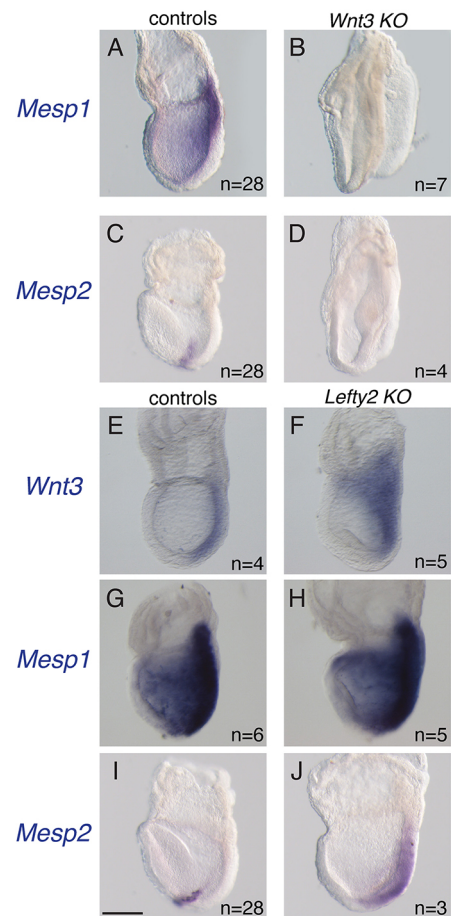 controls Wnt3 KO
A B
Mesp1
n=28 n=7
C D
Mesp2
n=28 n=4
controls Lefty2 KO
E F
Wnt3
n=4 n=5
G H
Mesp1
n=6 n=5
I J
Mesp2
n=28 n=3